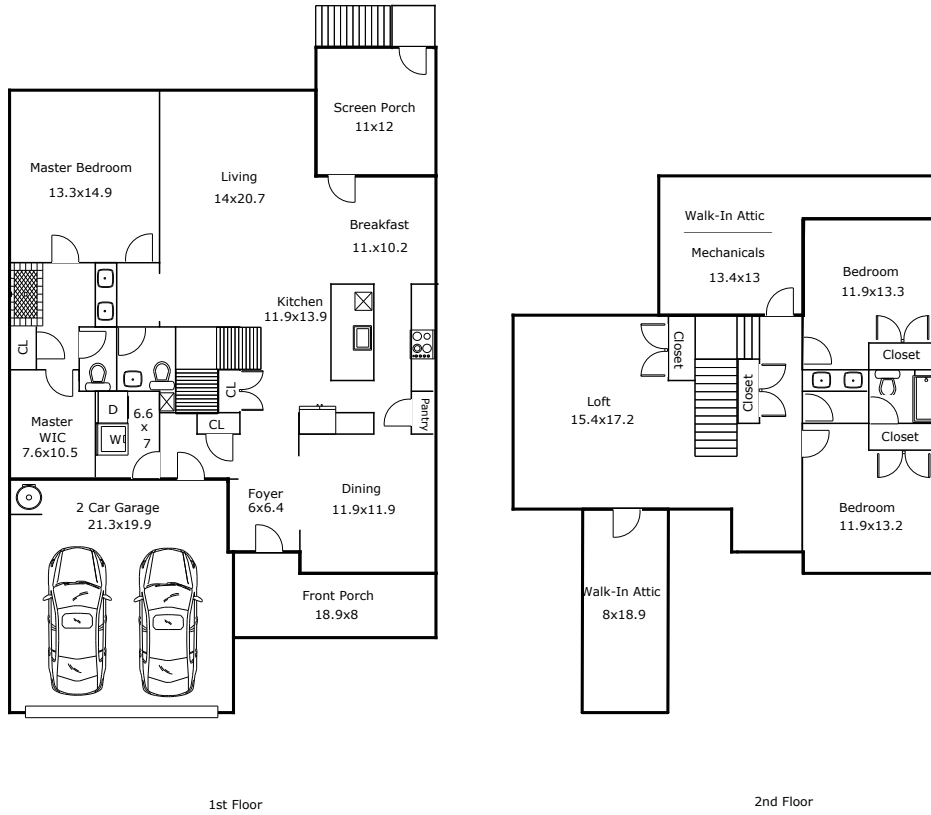 Screen Porch
11x12
Master Bedroom
13.3x14.9
Living
14x20.7
Breakfast
11.x10.2
Kitchen
11.9x13.9
CL
CL
CL
Pantry
Master
WIC
7.6x10.5
D
W
6.6
x
7
Foyer
6x6.4
Dining
11.9x11.9
2 Car Garage
21.3x19.9
Front Porch
18.9x8
1st Floor
Walk-In Attic
Mechanicals
13.4x13
Bedroom
11.9x13.3
Closet
Closet
Closet
Closet
Loft
15.4x17.2
Bedroom
11.9x13.2
Walk-In Attic
8x18.9
2nd Floor